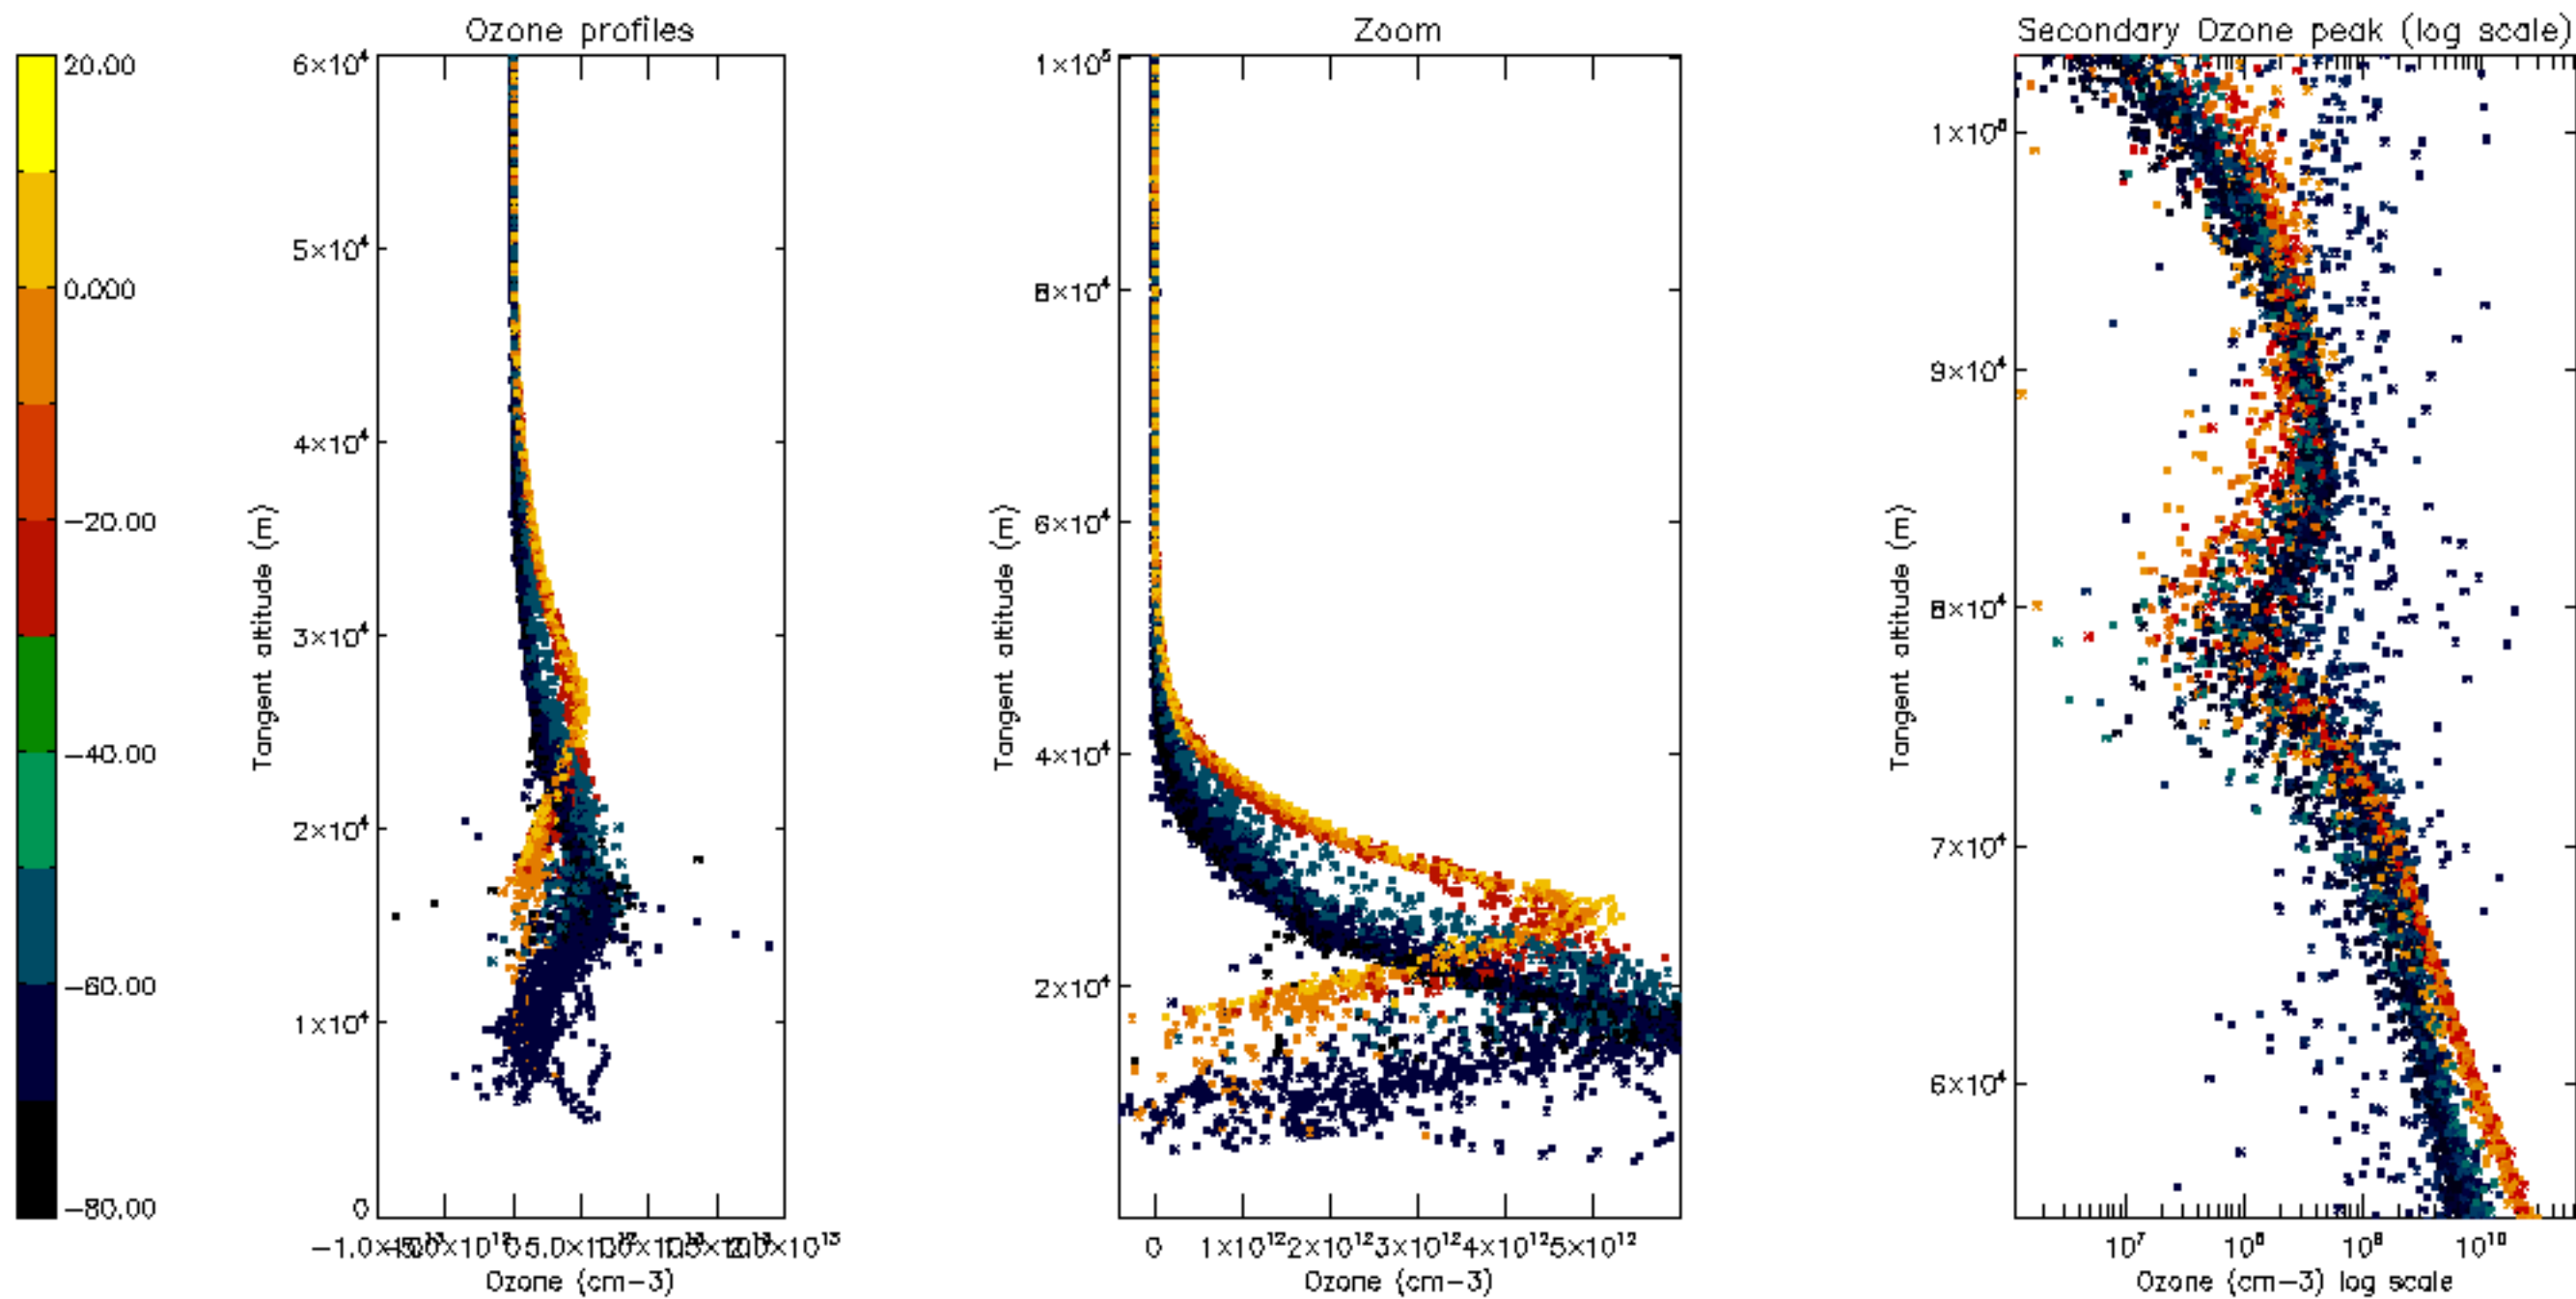 Ozone profiles
Zoom
Secondary Ozone peak (log scale)
20.00
0.000
−20.00
−40.00
−60.00
−80.00
Tangent altitude (m)
6×10⁴
5×10⁴
4×10⁴
3×10⁴
2×10⁴
1×10⁴
0
Ozone (cm−3)
Tangent altitude (m)
1×10⁵
8×10⁴
6×10⁴
4×10⁴
2×10⁴
0 1×10¹² 2×10¹² 3×10¹² 4×10¹² 5×10¹²
Ozone (cm−3)
Tangent altitude (m)
9×10⁴
8×10⁴
7×10⁴
6×10⁴
10⁷ 10⁸ 10⁹ 10¹⁰
Ozone (cm−3) log scale